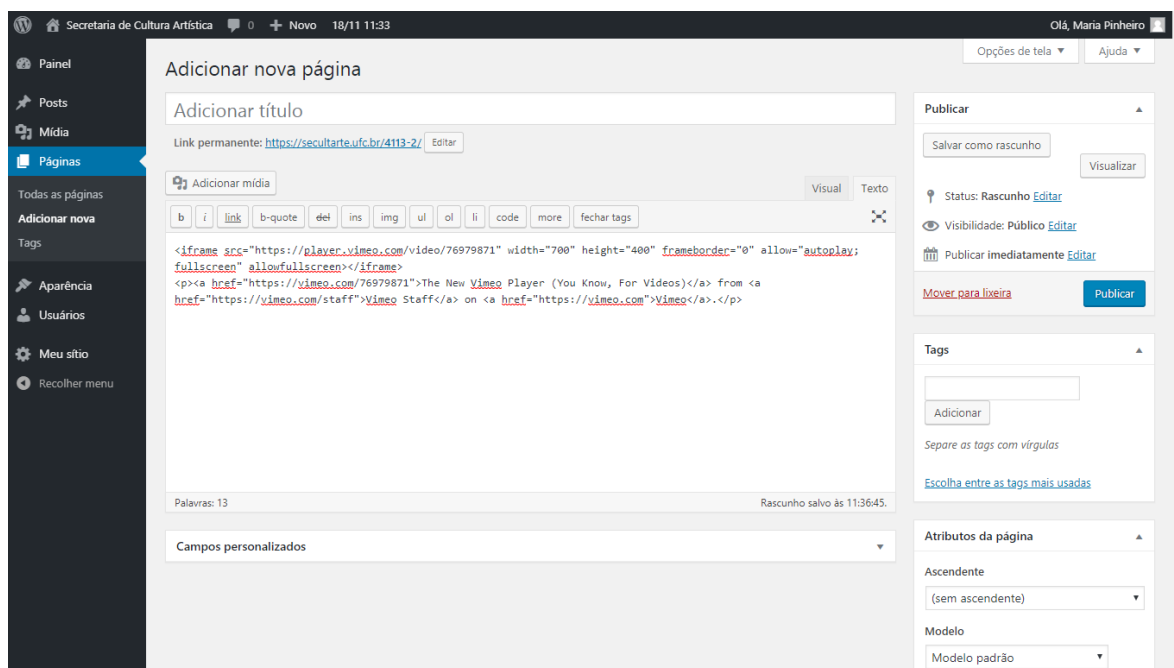 Secretaria de Cultura Artística 0 + Novo 18/11 11:33 Olá, Maria Pinheiro
Painel
Posts
Mídia
Páginas
Todas as páginas
Adicionar nova
Tags
Aparência
Usuários
Meu sítio
Recolher menu
Opções de tela ▼ Ajuda ▼
Adicionar nova página
Adicionar título
Link permanente: https://secultarte.ufc.br/4113-2/ Editar
Adicionar mídia
Visual Texto
b i link b-quote del ins img ul ol li code more fechar tags
<iframe src="https://player.vimeo.com/video/76979871" width="700" height="400" frameborder="0" allow="autoplay;
fullscreen" allowfullscreen></iframe>
<p><a href="https://vimeo.com/76979871">The New Vimeo Player (You Know, For Videos)</a> from <a
href="https://vimeo.com/staff">Vimeo Staff</a> on <a href="https://vimeo.com">Vimeo</a>.</p>
Palavras: 13 Rascunho salvo às 11:36:45.
Campos personalizados
Publicar
Salvar como rascunho
Visualizar
Status: Rascunho Editar
Visibilidade: Público Editar
Publicar imediatamente Editar
Mover para lixeira Publicar
Tags
Adicionar
Separe as tags com vírgulas
Escolha entre as tags mais usadas
Atributos da página
Ascendente
(sem ascendente)
Modelo
Modelo padrão